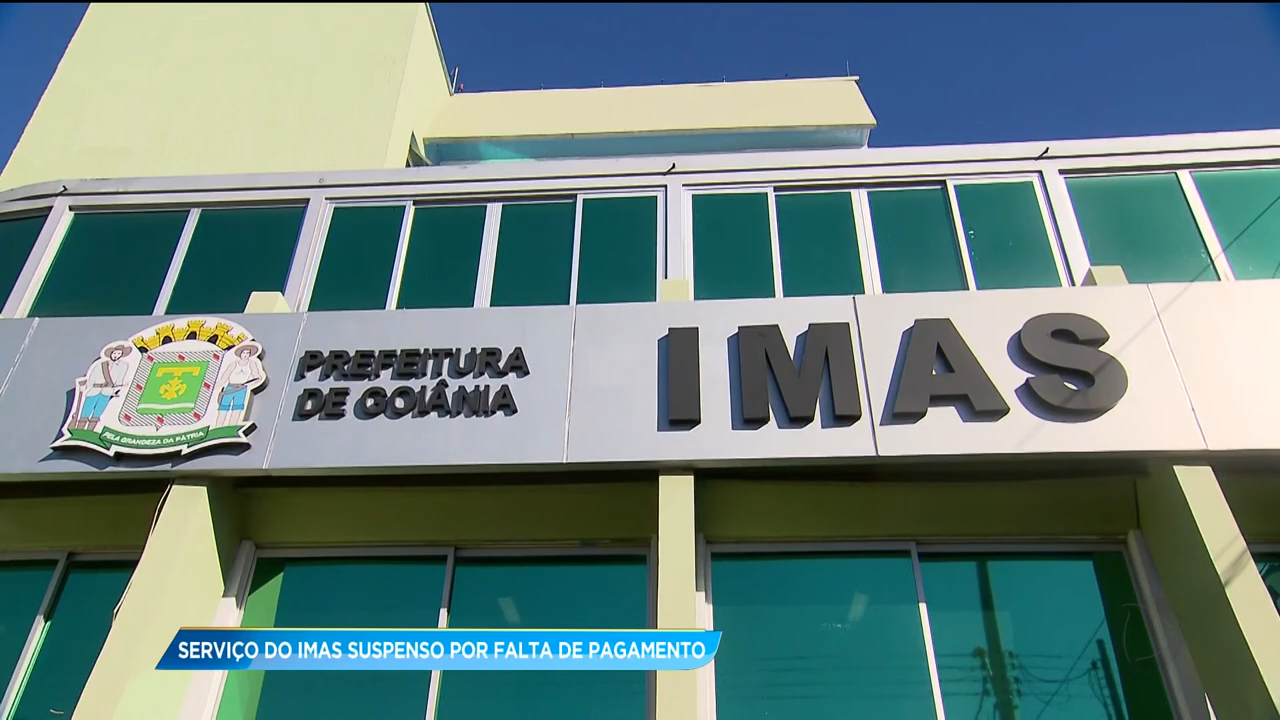 PREFEITURA
DE GOIÂNIA
IMAS
PELA GRANDEZA DA PÁTRIA
SERVIÇO DO IMAS SUSPENSO POR FALTA DE PAGAMENTO